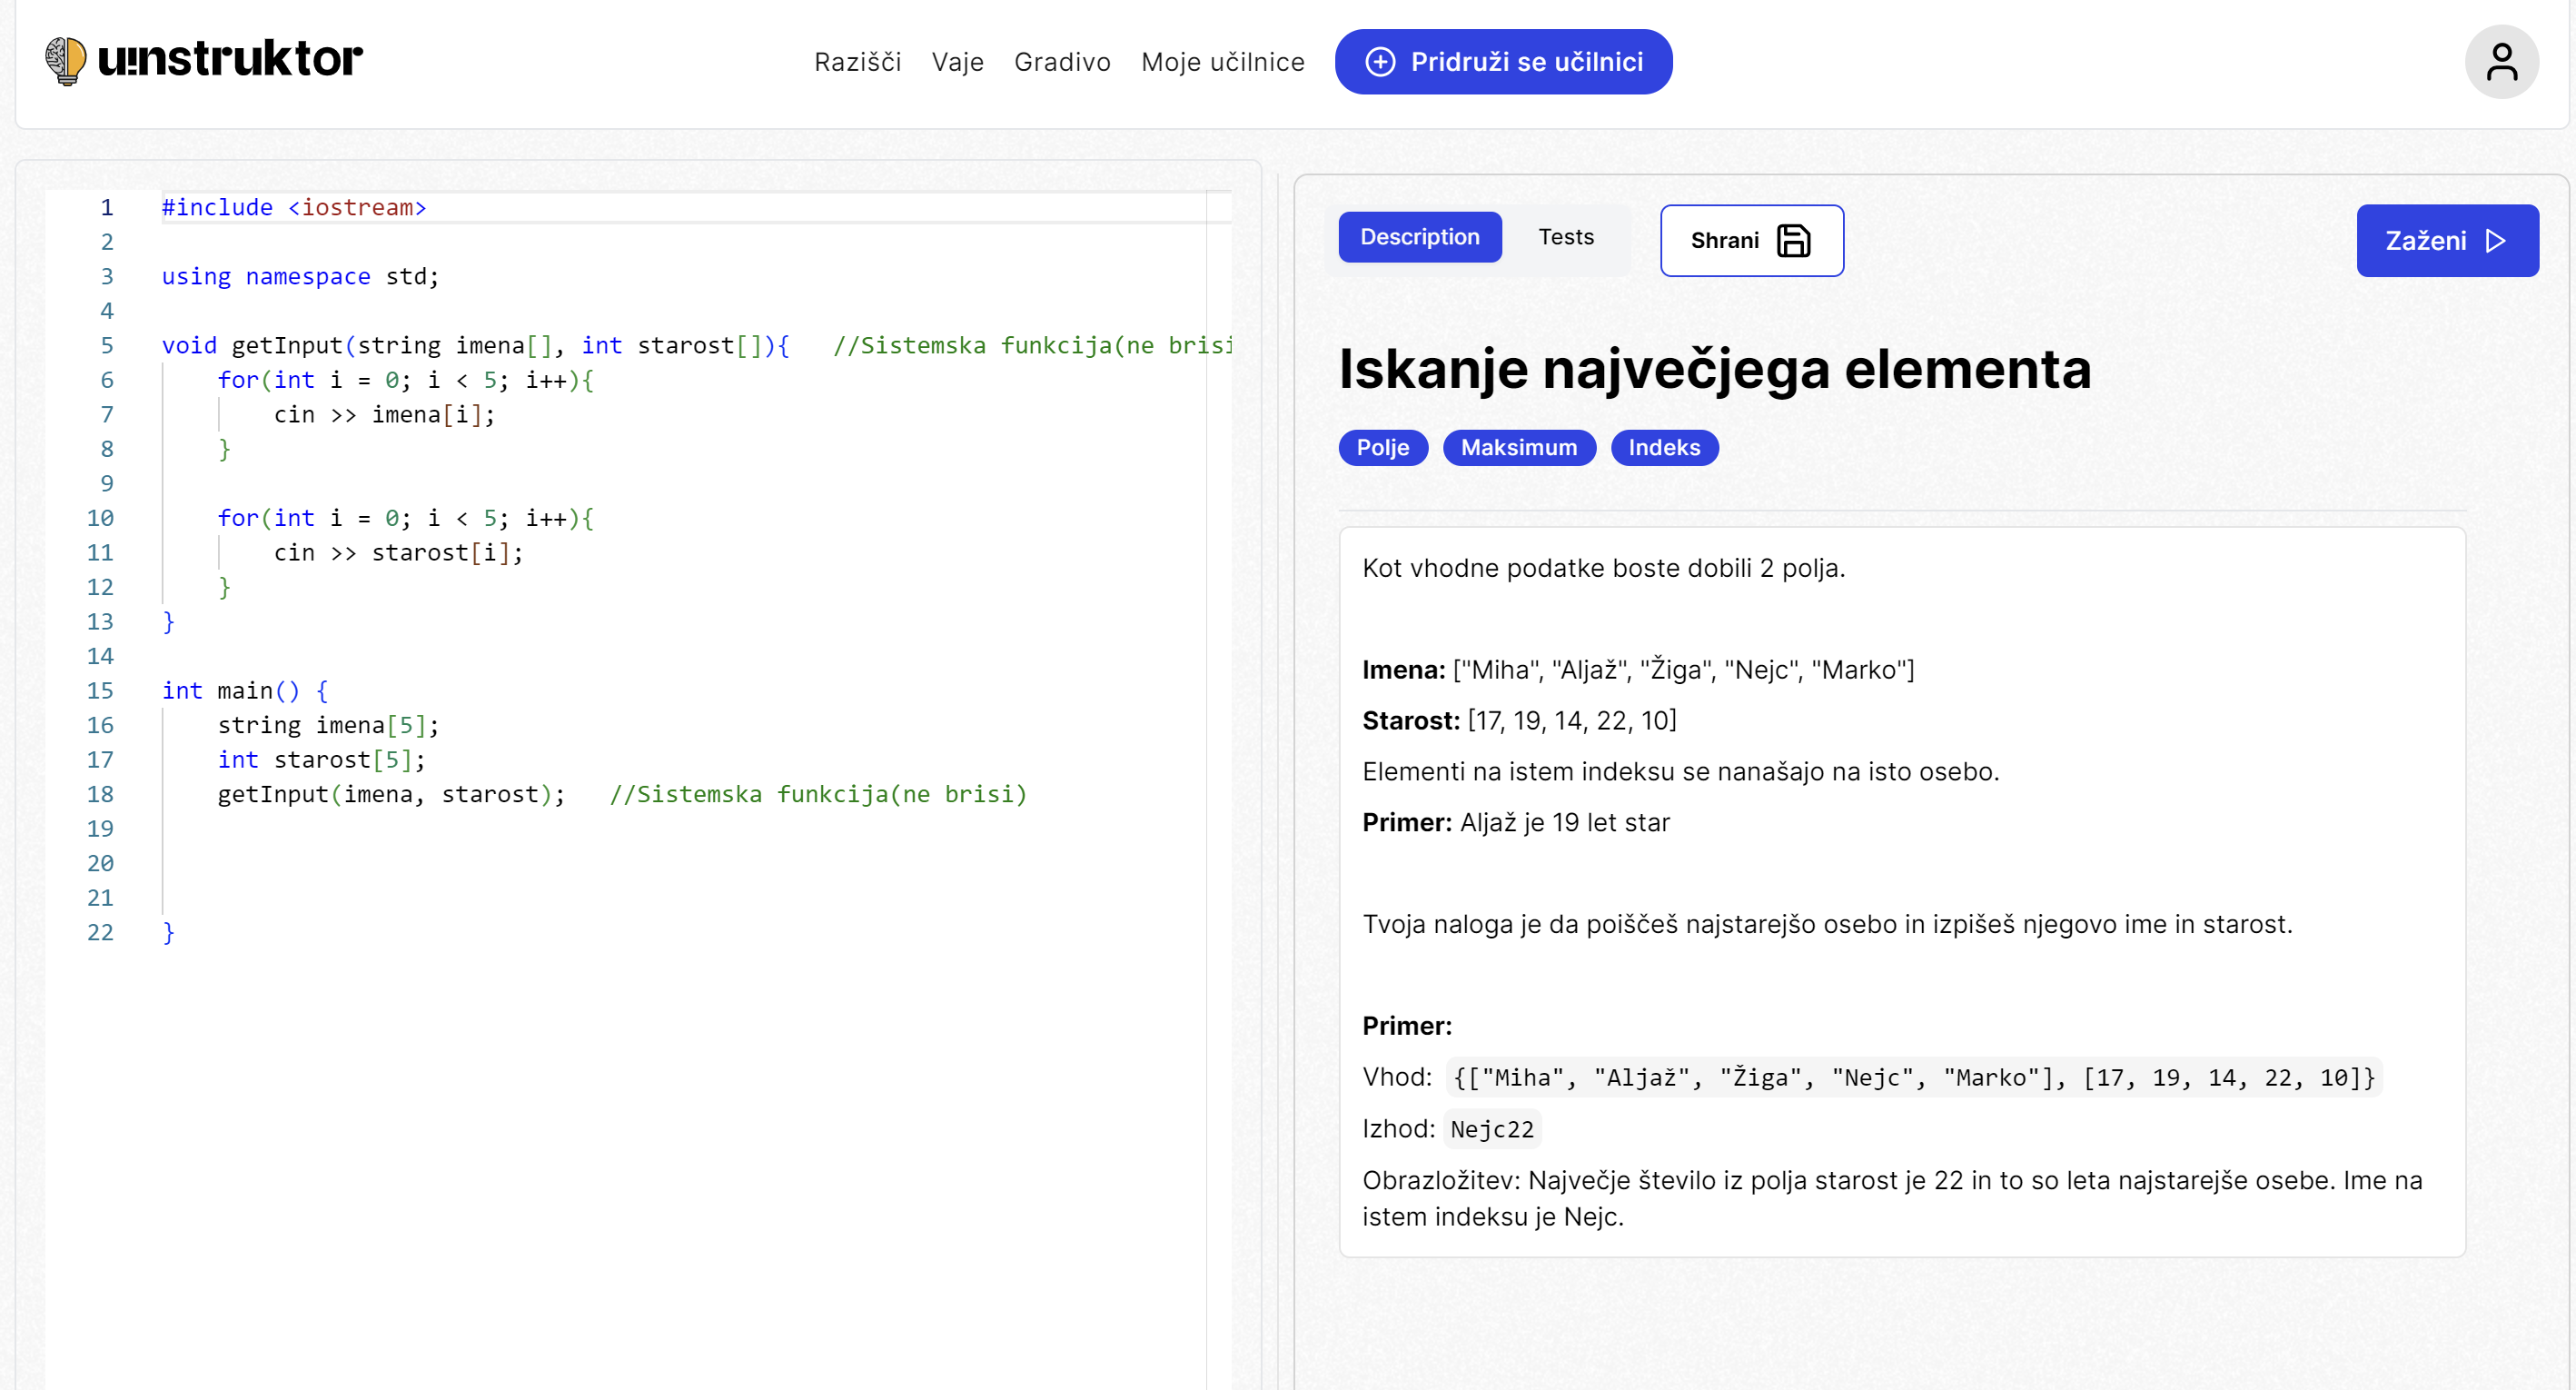 uinstruktor
Razišči Vaje Gradivo Moje učilnice Pridruži se učilnici
1 #include <iostream>
2
3 using namespace std;
4
5 void getInput(string imena[], int starost[]){ //Sistemska funkcija(ne brisi
6 for(int i = 0; i < 5; i++){
7 cin >> imena[i];
8 }
9
10 for(int i = 0; i < 5; i++){
11 cin >> starost[i];
12 }
13 }
14
15 int main() {
16 string imena[5];
17 int starost[5];
18 getInput(imena, starost); //Sistemska funkcija(ne brisi)
19
20
21
22 }
Description Tests Shrani Zaženi
Iskanje največjega elementa
Polje Maksimum Indeks
Kot vhodne podatke boste dobili 2 polja.
Imena: ["Miha", "Aljaž", "Žiga", "Nejc", "Marko"]
Starost: [17, 19, 14, 22, 10]
Elementi na istem indeksu se nanašajo na isto osebo.
Primer: Aljaž je 19 let star
Tvoja naloga je da poiščeš najstarejšo osebo in izpišeš njegovo ime in starost.
Primer:
Vhod: {["Miha", "Aljaž", "Žiga", "Nejc", "Marko"], [17, 19, 14, 22, 10]}
Izhod: Nejc22
Obrazložitev: Največje število iz polja starost je 22 in to so leta najstarejše osebe. Ime na
istem indeksu je Nejc.